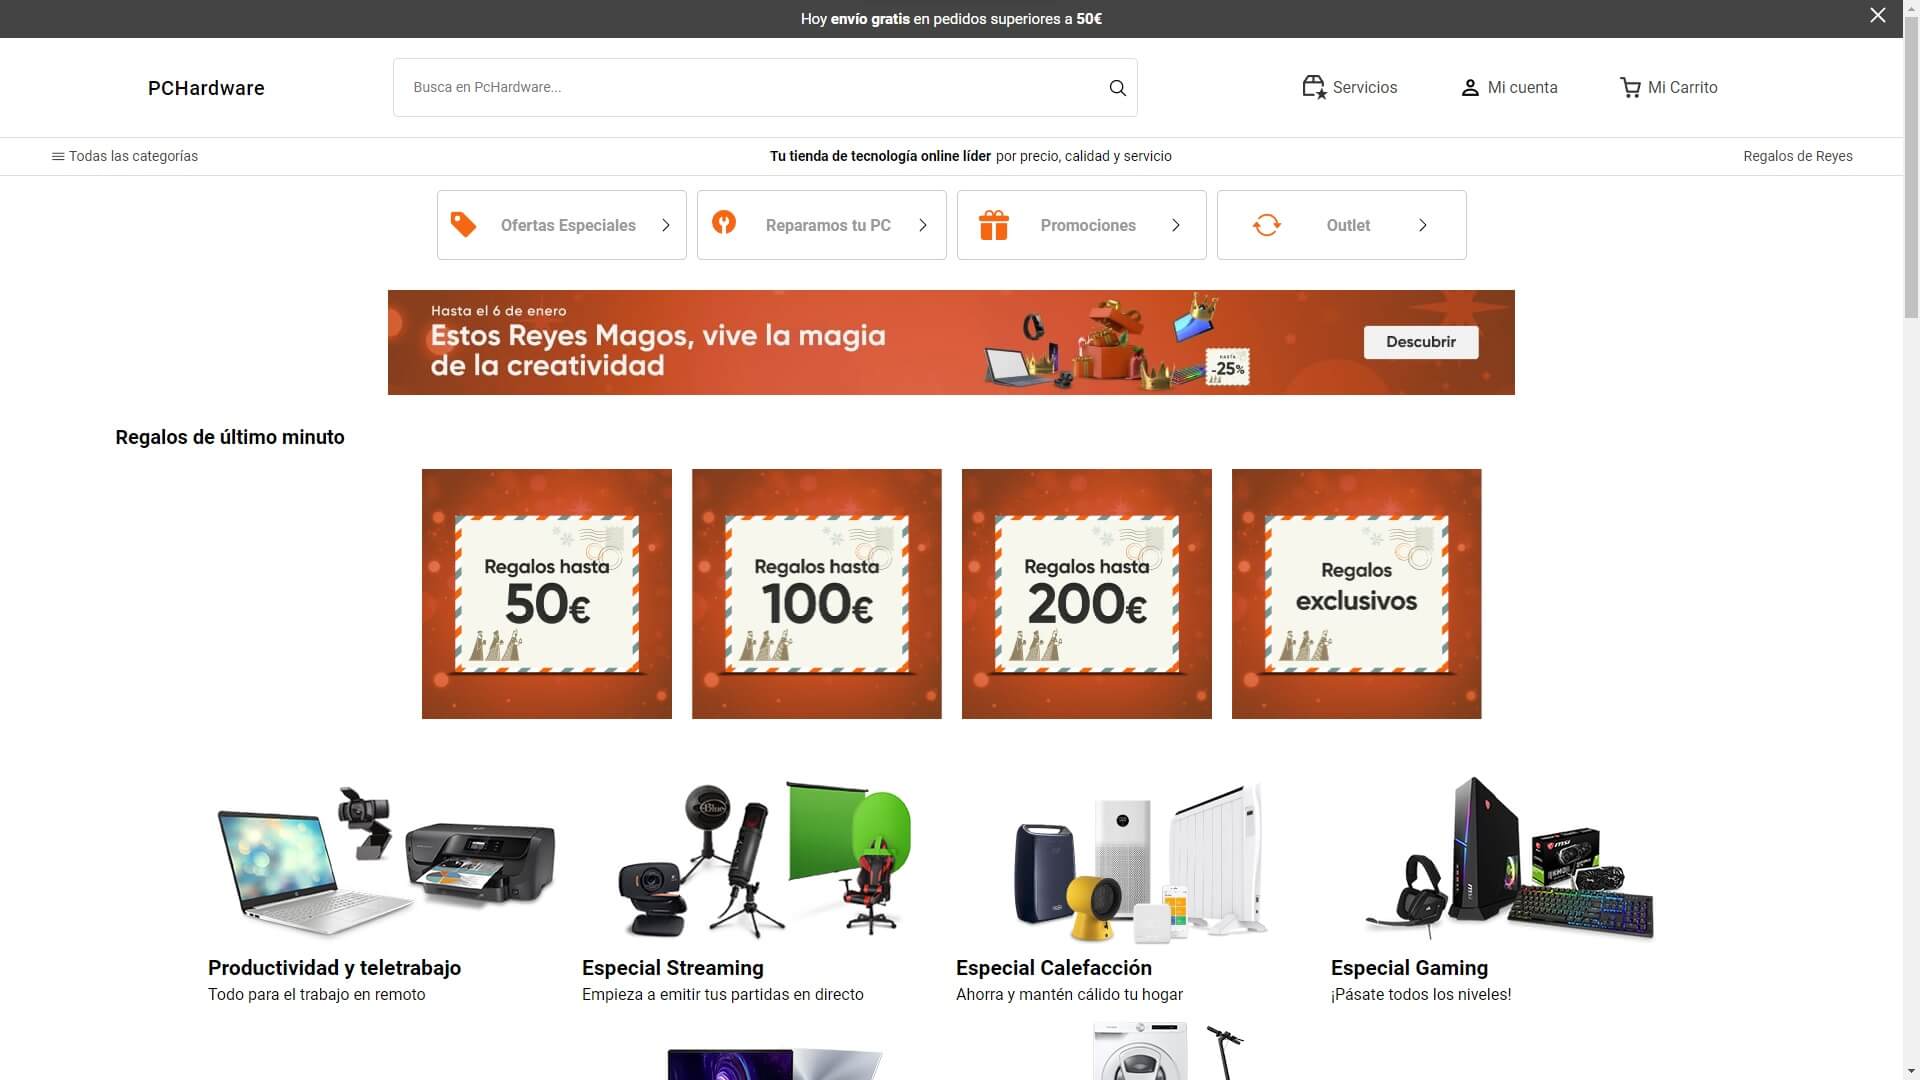 Hoy envío gratis en pedidos superiores a 50€
PCHardware
Busca en PcHardware...
Servicios
Mi cuenta
Mi Carrito
Todas las categorías
Tu tienda de tecnología online líder por precio, calidad y servicio
Regalos de Reyes
Ofertas Especiales
Reparamos tu PC
Promociones
Outlet
Hasta el 6 de enero
Estos Reyes Magos, vive la magia
de la creatividad
HASTA
-25%
Descubrir
Regalos de último minuto
Regalos hasta
50€
Regalos hasta
100€
Regalos hasta
200€
Regalos
exclusivos
Blue
msi
Productividad y teletrabajo
Todo para el trabajo en remoto
Especial Streaming
Empieza a emitir tus partidas en directo
Especial Calefacción
Ahorra y mantén cálido tu hogar
Especial Gaming
¡Pásate todos los niveles!